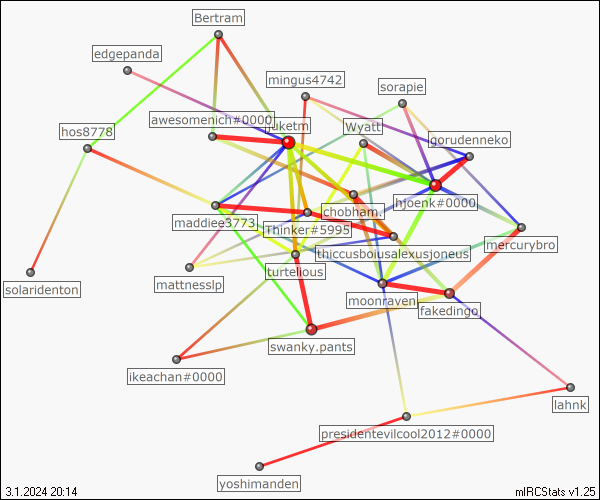 Bertram
edgepanda
mingus4742
sorapie
awesomenich#0000
juketm
Wyatt
hos8778
gorudenneko
maddiee3773
chobham.
hjoenk#0000
Thinker#5995
mercurybro
thiccusboiusalexusjoneus
solaridenton
mattnesslp
turtelious
moonraven
fakedingo
swanky.pants
ikeachan#0000
lahnk
presidentevilcool2012#0000
yoshimanden
3.1.2024 20:14
mIRCStats v1.25